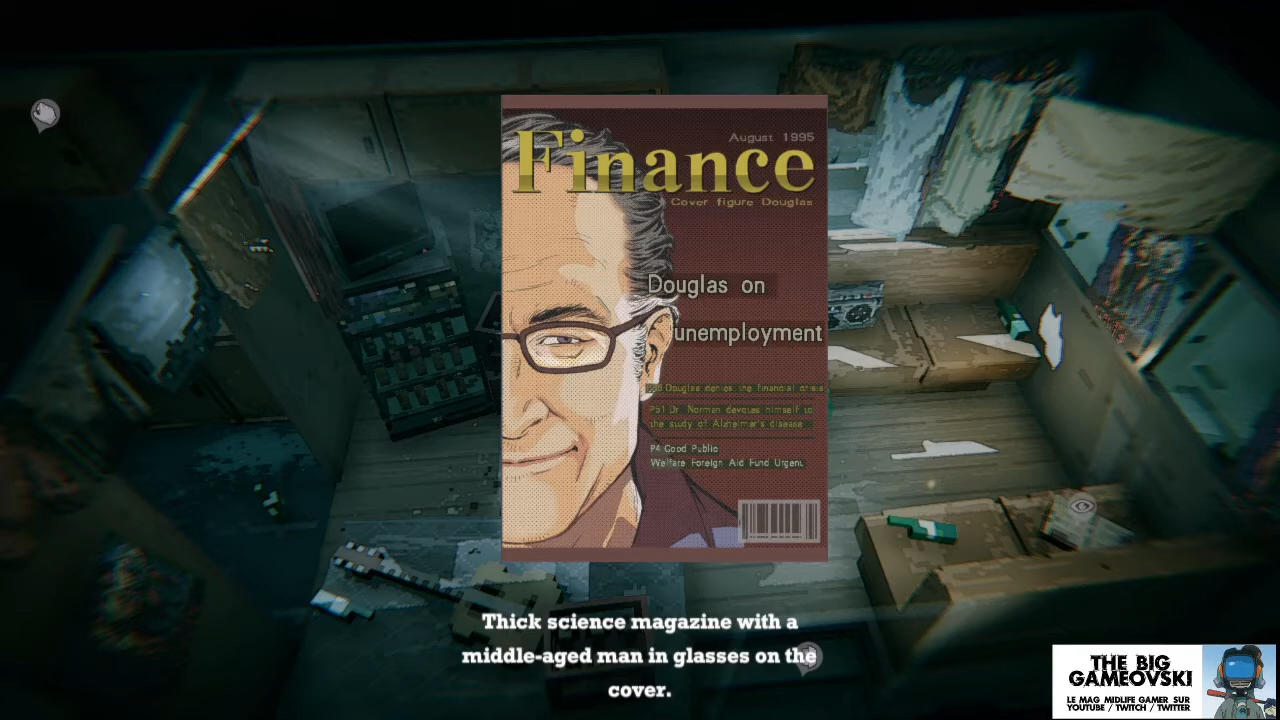 August 1995
Finance
Cover figure Douglas
Douglas on
unemployment
Douglas denies the financial crisis
P51 Dr. Norman devotes himself to
the study of Alzheimer's disease
P4 Good Public
Welfare Foreign Aid Fund Urgenu
Thick science magazine with a
middle-aged man in glasses on the
cover.
THE BIG
GAMEOVSKI
LE MAG MIDLIFE GAMER SUR
YOUTUBE / TWITCH / TWITTER